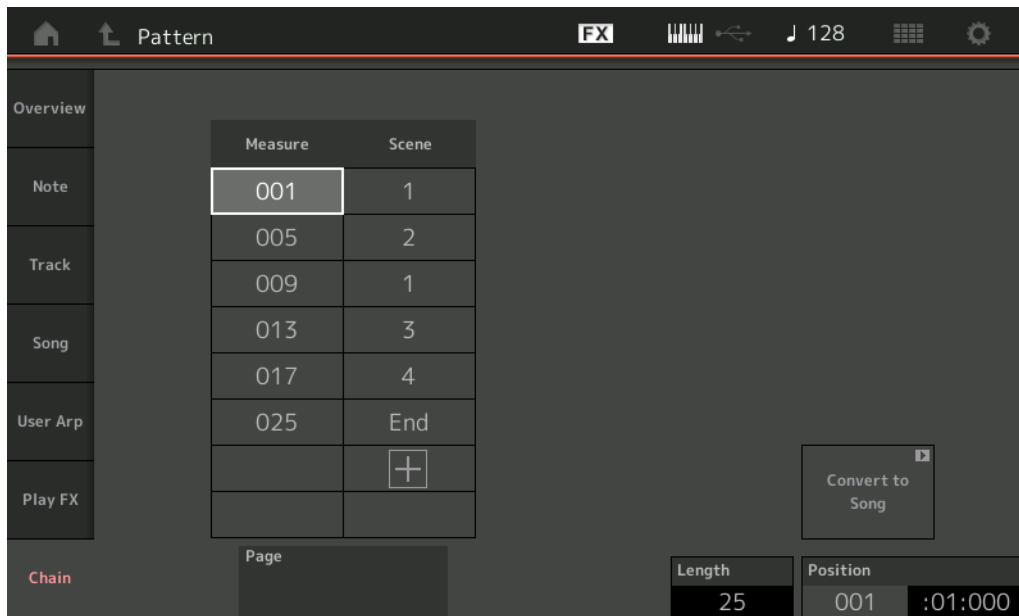 Pattern
FX
♩ 128
Overview
Note
Track
Song
User Arp
Play FX
Chain
Measure Scene
001 1
005 2
009 1
013 3
017 4
025 End
+
Page
Convert to
Song
Length
25
Position
001 :01:000